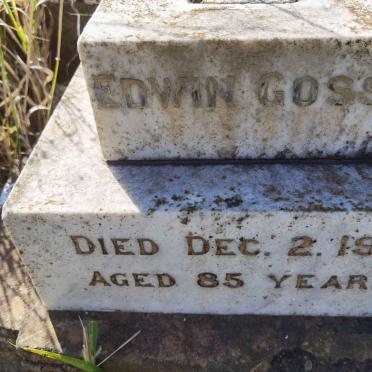 EDWIN GOSS
DIED DEC. 2. 19
AGED 85 YEAR